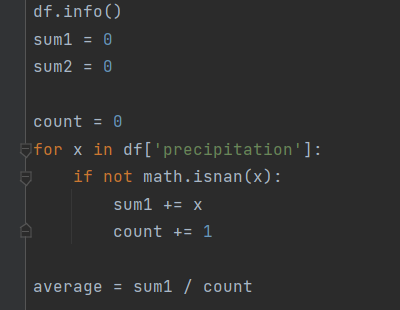 df.info()
sum1 = 0
sum2 = 0

count = 0
for x in df['precipitation']:
    if not math.isnan(x):
        sum1 += x
        count += 1

average = sum1 / count